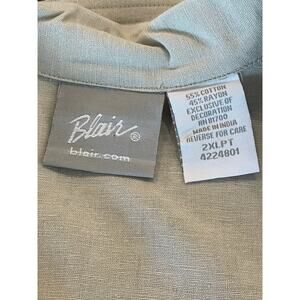 Blair®
blair.com
55% COTTON
45% RAYON
EXCLUSIVE OF
DECORATION
RN 81700
MADE IN INDIA
REVERSE FOR CARE
2XLPT
4224801